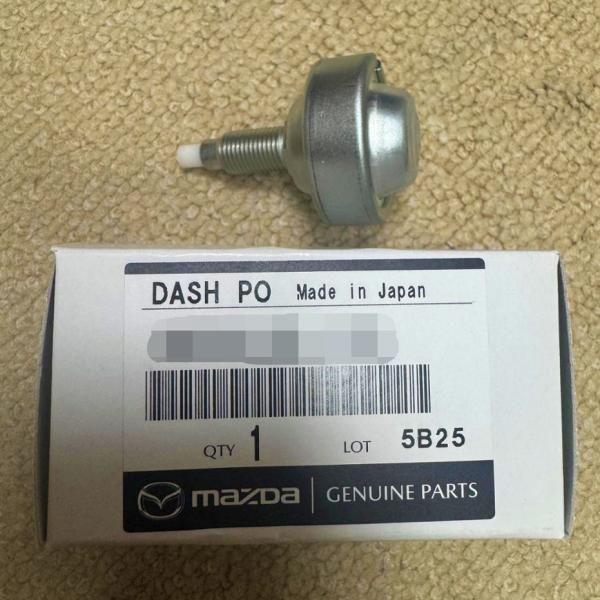 DASH PO Made in Japan
QTY 1 LOT 5B25
mazda GENUINE PARTS